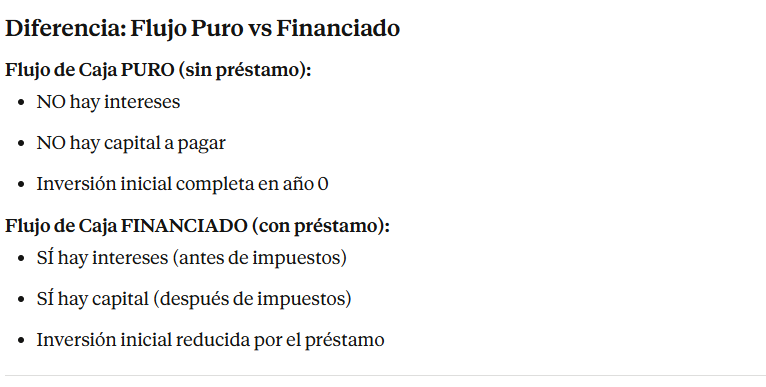 Diferencia: Flujo Puro vs Financiado
Flujo de Caja PURO (sin préstamo):
• NO hay intereses
• NO hay capital a pagar
• Inversión inicial completa en año 0
Flujo de Caja FINANCIADO (con préstamo):
• SÍ hay intereses (antes de impuestos)
• SÍ hay capital (después de impuestos)
• Inversión inicial reducida por el préstamo